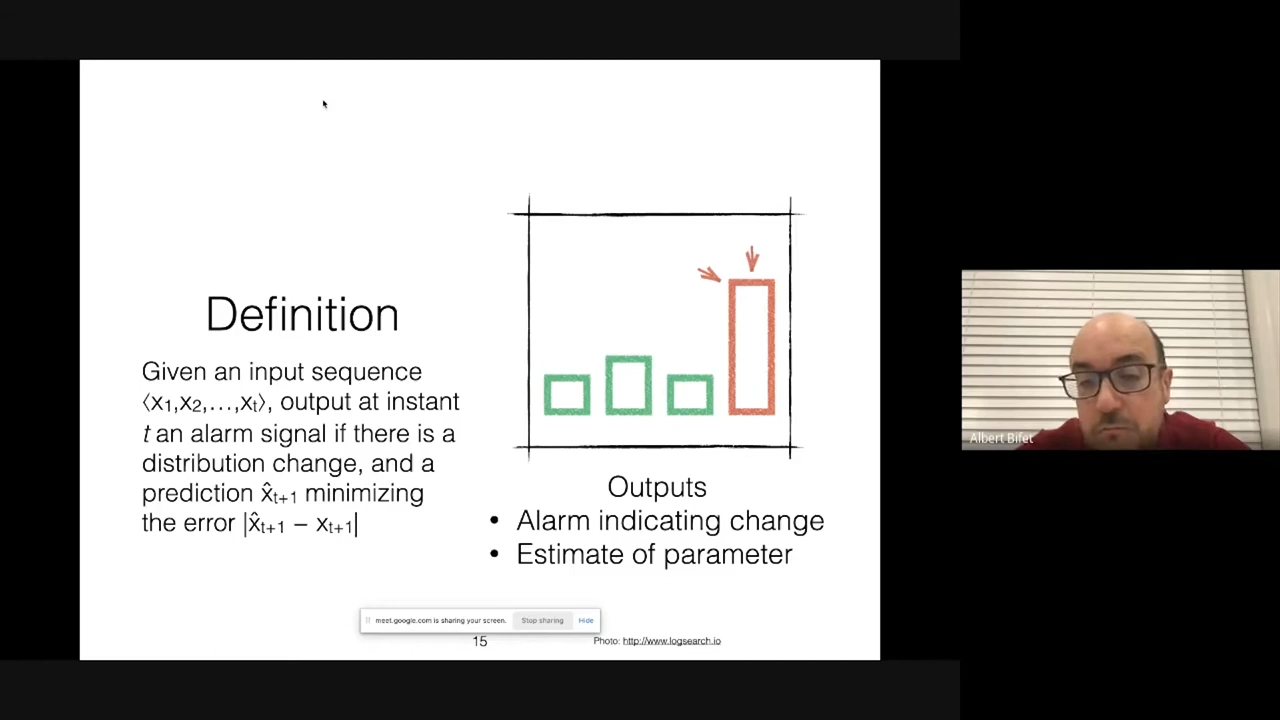 Definition
Given an input sequence
⟨x₁,x₂,…,xₜ⟩, output at instant
t an alarm signal if there is a
distribution change, and a
prediction x̂ₜ₊₁ minimizing
the error |x̂ₜ₊₁ − xₜ₊₁|
Outputs
• Alarm indicating change
• Estimate of parameter
meet.google.com is sharing your screen. Stop sharing Hide
15
Photo: http://www.logsearch.io
Albert Bifet